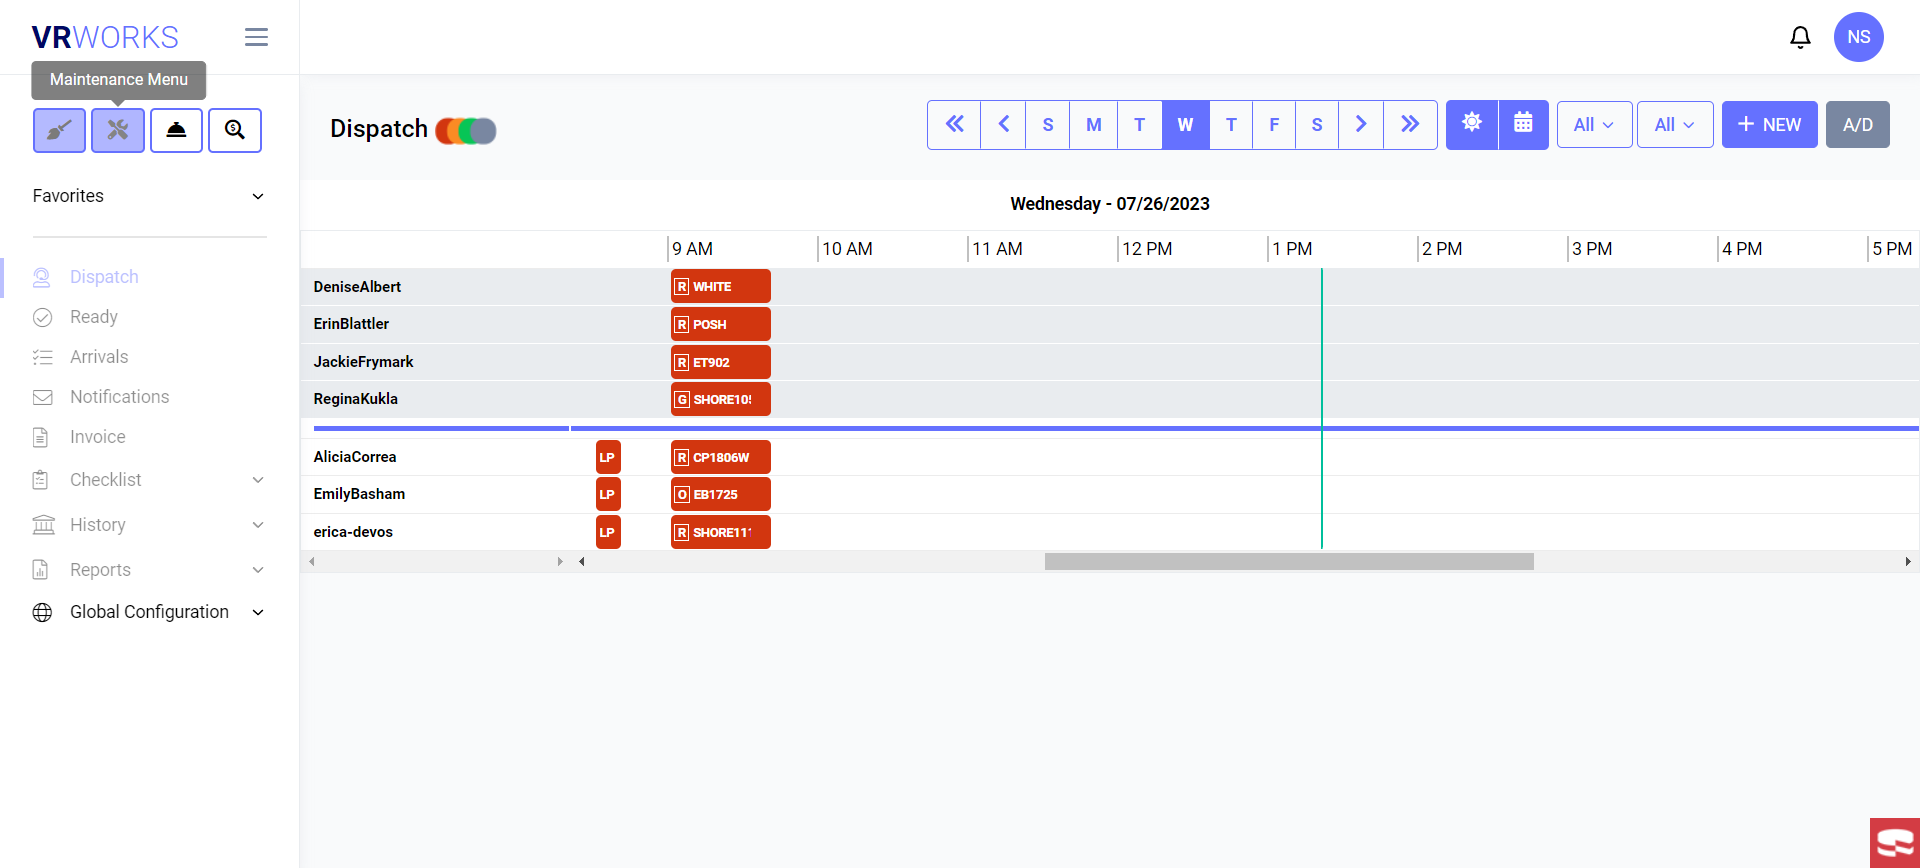 VRWORKS
NS
Maintenance Menu
Dispatch
S M T W T F S
All
All
+ NEW
A/D
Favorites
Wednesday - 07/26/2023
9 AM 10 AM 11 AM 12 PM 1 PM 2 PM 3 PM 4 PM 5 PM
Dispatch
Ready
Arrivals
Notifications
Invoice
Checklist
History
Reports
Global Configuration
DeniseAlbert R WHITE
ErinBlattler R POSH
JackieFrymark R ET902
ReginaKukla G
AliciaCorrea LP R CP1806W
EmilyBasham LP O EB1725
erica-devos LP R